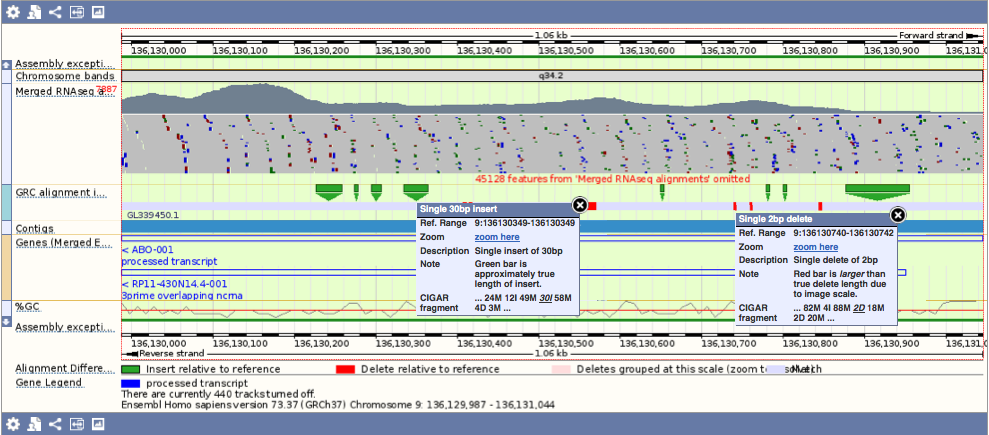 1.06 kb
Forward strand
136,130,000 136,130,100 136,130,200 136,130,300 136,130,400 136,130,500 136,130,600 136,130,700 136,130,800 136,130,900 136,131,0
Assembly excepti...
Chromosome bands
q34.2
Merged RNAseq a...
7887
45128 features from 'Merged RNAseq alignments' omitted
GRC alignment i...
GL339450.1
Contigs
Genes (Merged E...
< ABO-001
processed transcript
< RP11-430N14.4-001
3prime overlapping ncrna
Single 30bp insert
Ref. Range 9:136130349-136130349
Zoom zoom here
Description Single insert of 30bp
Note Green bar is
approximately true
length of insert.
CIGAR ... 24M 12I 49M 30I 58M
fragment 4D 3M ...
Single 2bp delete
Ref. Range 9:136130740-136130742
Zoom zoom here
Description Single delete of 2bp
Note Red bar is larger than
true delete length due
to image scale.
CIGAR ... 82M 4I 88M 2D 18M
fragment 2D 20M ...
%GC
Assembly excepti...
136,130,000 136,130,100 136,130,200 136,130,300 136,130,400 136,130,500 136,130,600 136,130,700 136,130,800 136,130,900 136,131,0
Reverse strand
1.06 kb
Alignment Differe...
Insert relative to reference
Delete relative to reference
Deletes grouped at this scale (zoom to
Match
Gene Legend
processed transcript
There are currently 440 tracks turned off.
Ensembl Homo sapiens version 73.37 (GRCh37) Chromosome 9: 136,129,987 - 136,131,044